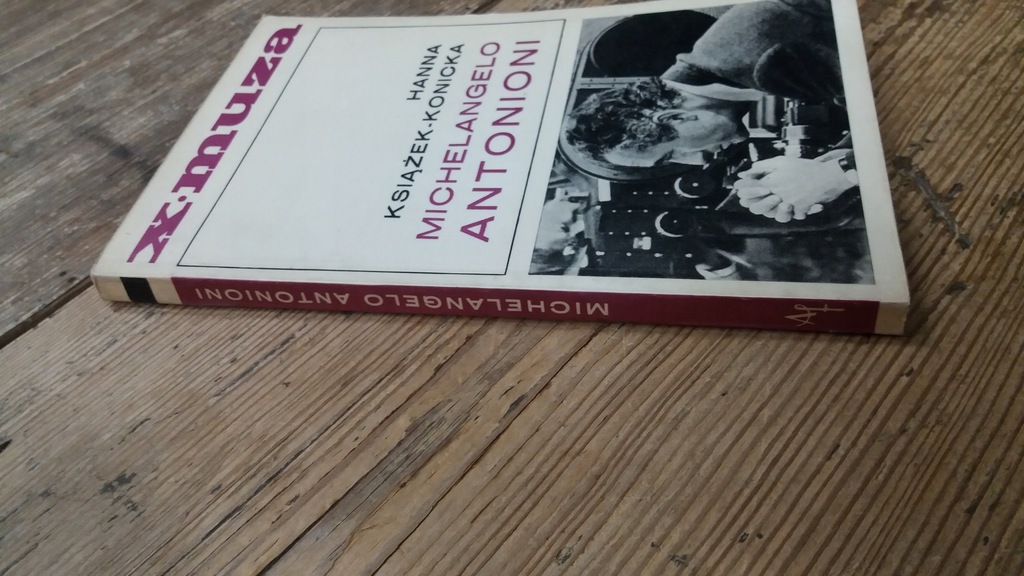 x.muza
HANNA
KSIĄŻEK-KONICKA
MICHELANGELO
ANTONIONI
MICHELANGELO ANTONIONI